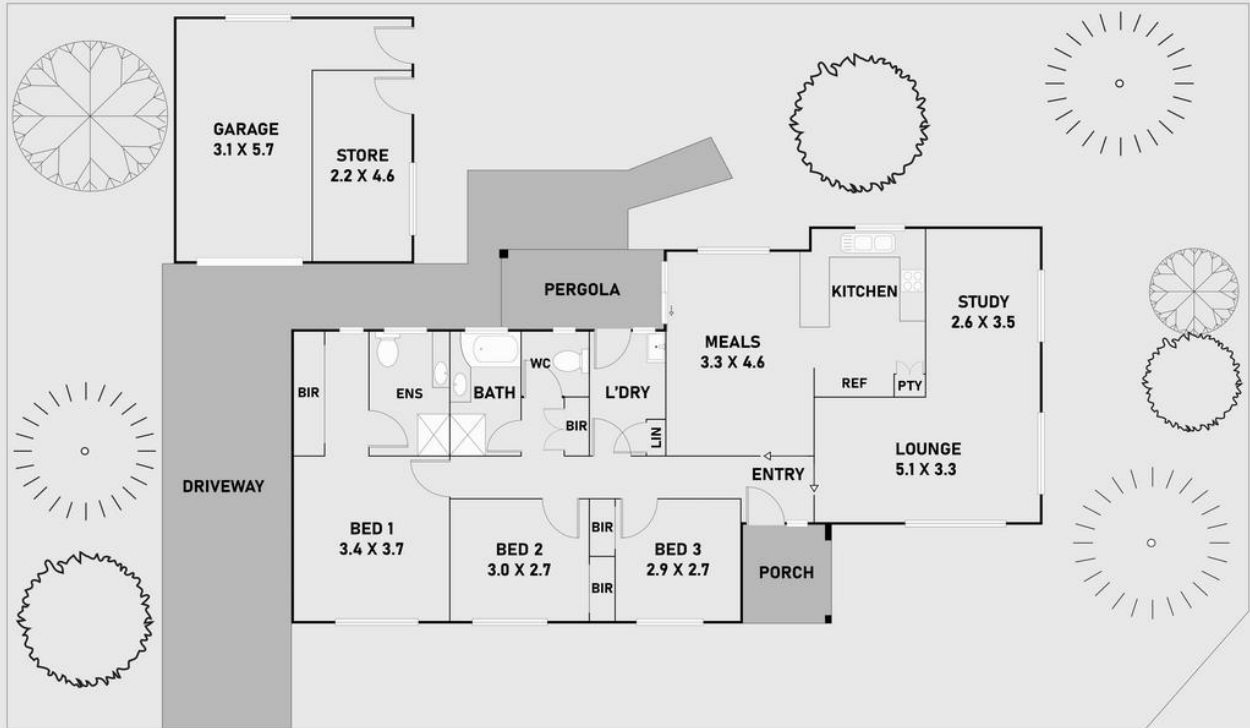 GARAGE
3.1 X 5.7
STORE
2.2 X 4.6
PERGOLA
KITCHEN
STUDY
2.6 X 3.5
MEALS
3.3 X 4.6
WC
BIR
ENS
BATH
L'DRY
REF
PTY
BIR
LIN
LOUNGE
5.1 X 3.3
ENTRY
DRIVEWAY
BED 1
3.4 X 3.7
BIR
BED 2
3.0 X 2.7
BED 3
2.9 X 2.7
BIR
PORCH